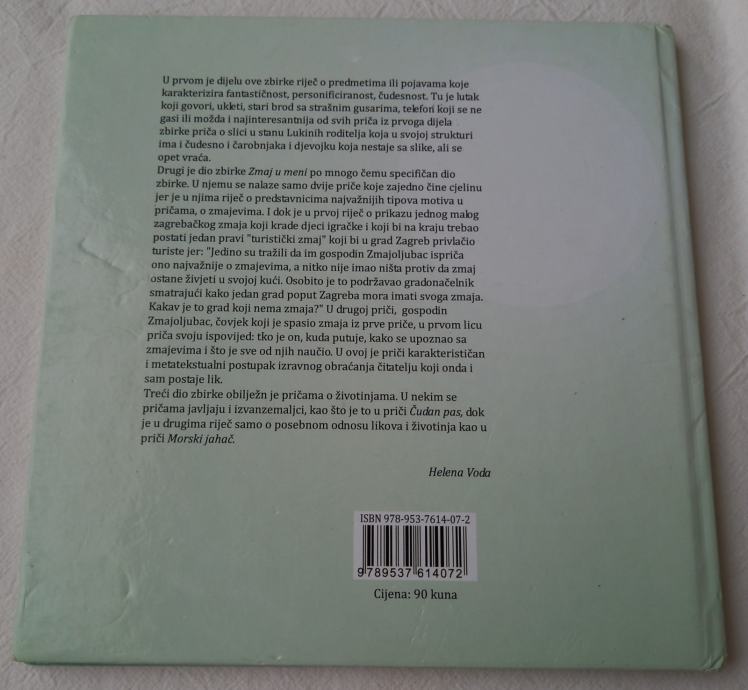 U prvom je dijelu ove zbirke riječ o predmetima ili pojavama koje
karakterizira fantastičnost, personificiranost, čudesnost. Tu je lutak
koji govori, ukleti, stari brod sa strašnim gusarima, telefon koji se ne
gasi ili možda i najinteresantnija od svih priča iz prvoga dijela
zbirke priča o slici u stanu Lukinih roditelja koja u svojoj strukturi
ima i čudesno i čarobnjaka i djevojku koja nestaje sa slike, ali se
opet vraća.
Drugi je dio zbirke Zmaj u meni po mnogo čemu specifičan dio
zbirke. U njemu se nalaze samo dvije priče koje zajedno čine cjelinu
jer je u njima riječ o predstavnicima najvažnijih tipova motiva u
pričama, o zmajevima. I dok je u prvoj riječ o prikazu jednog malog
zagrebačkog zmaja koji krade djeci igračke i koji bi na kraju trebao
postati jedan pravi "turistički zmaj" koji bi u grad Zagreb privlačio
turiste jer: "Jedino su tražili da im gospodin Zmajoljubac ispriča
ono najvažnije o zmajevima, a nitko nije imao ništa protiv da zmaj
ostane živjeti u svojoj kući. Osobito je to podržavao gradonačelnik
smatrajući kako jedan grad poput Zagreba mora imati svoga zmaja.
Kakav je to grad koji nema zmaja?" U drugoj priči, gospodin
Zmajoljubac, čovjek koji je spasio zmaja iz prve priče, u prvom licu
priča svoju ispovijed: tko je on, kuda putuje, kako se upoznao sa
zmajevima i što je sve od njih naučio. U ovoj je priči karakterističan
i metatekstualni postupak izravnog obraćanja čitatelju koji onda i
sam postaje lik.
Treći dio zbirke obilježn je pričama o životinjama. U nekim se
pričama javljaju i izvanzemaljci, kao što je to u priči Čudan pas, dok
je u drugima riječ samo o posebnom odnosu likova i životinja kao u
priči Morski jahač.
Helena Voda
ISBN 978-953-7614-07-2
9 789537 614072
Cijena: 90 kuna